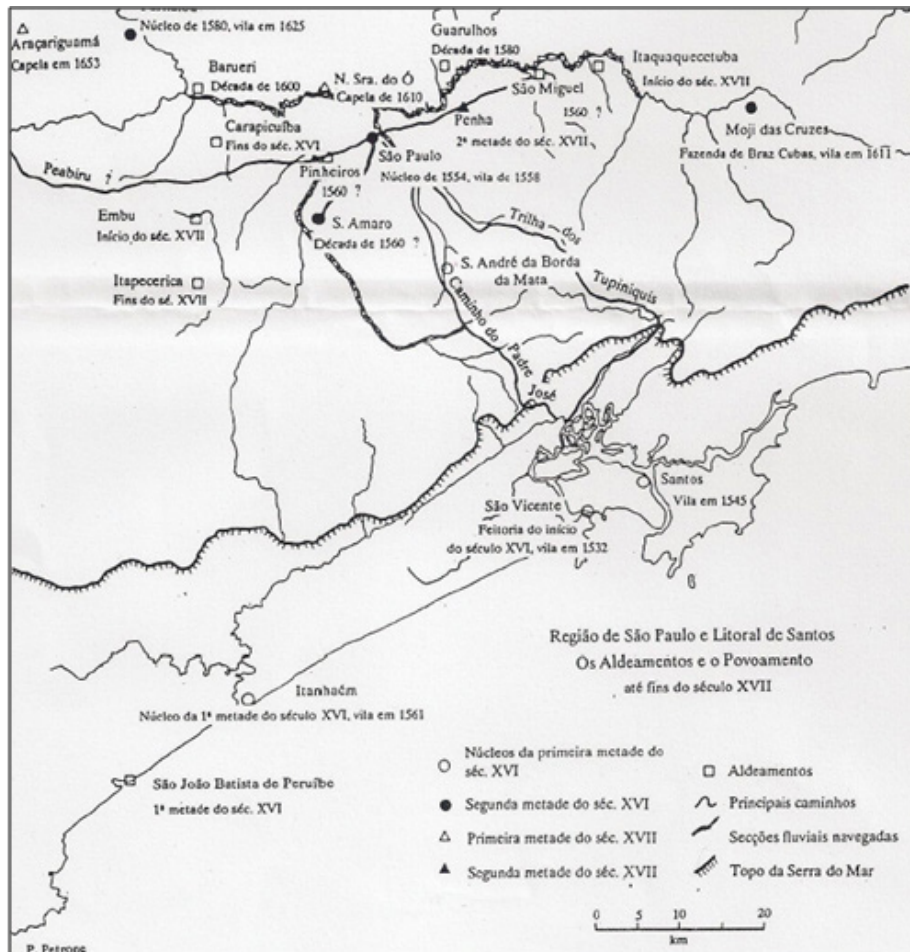 Núcleo de 1580, vila em 1625
Araçariguamá
Capela em 1653
Guarulhos
Década de 1580
Itaquaquecetuba
Início do séc. XVII
Barueri
Década de 1600
N. Sra. do Ó
Capela de 1610
São Miguel
1560 ?
Penha
2ª metade do séc. XVII
Moji das Cruzes
Fazenda de Braz Cubas, vila em 1611
Carapicuíba
Fins do séc. XVI
São Paulo
Núcleo de 1554, vila de 1558
Peabiru ?
Pinheiros
1560 ?
Embu
Início do séc. XVII
S. Amaro
Década de 1560 ?
Trilha dos Tupiniquis
S. André da Borda
da Mata
Itapecerica
Fins do sé. XVII
Caminho do Padre José
Santos
Vila em 1545
São Vicente
Feitoria do início
do século XVI, vila em 1532
Região de São Paulo e Litoral de Santos
Os Aldeamentos e o Povoamento
até fins do século XVII
Itanhaém
Núcleo da 1ª metade do século XVI, vila em 1561
São João Batista de Peruíbe
1ª metade do séc. XVI
Núcleos da primeira metade do
séc. XVI
Segunda metade do séc. XVI
Primeira metade do séc. XVII
Segunda metade do séc. XVII
Aldeamentos
Principais caminhos
Secções fluviais navegadas
Topo da Serra do Mar
0 5 10 20
km
P. Petrone